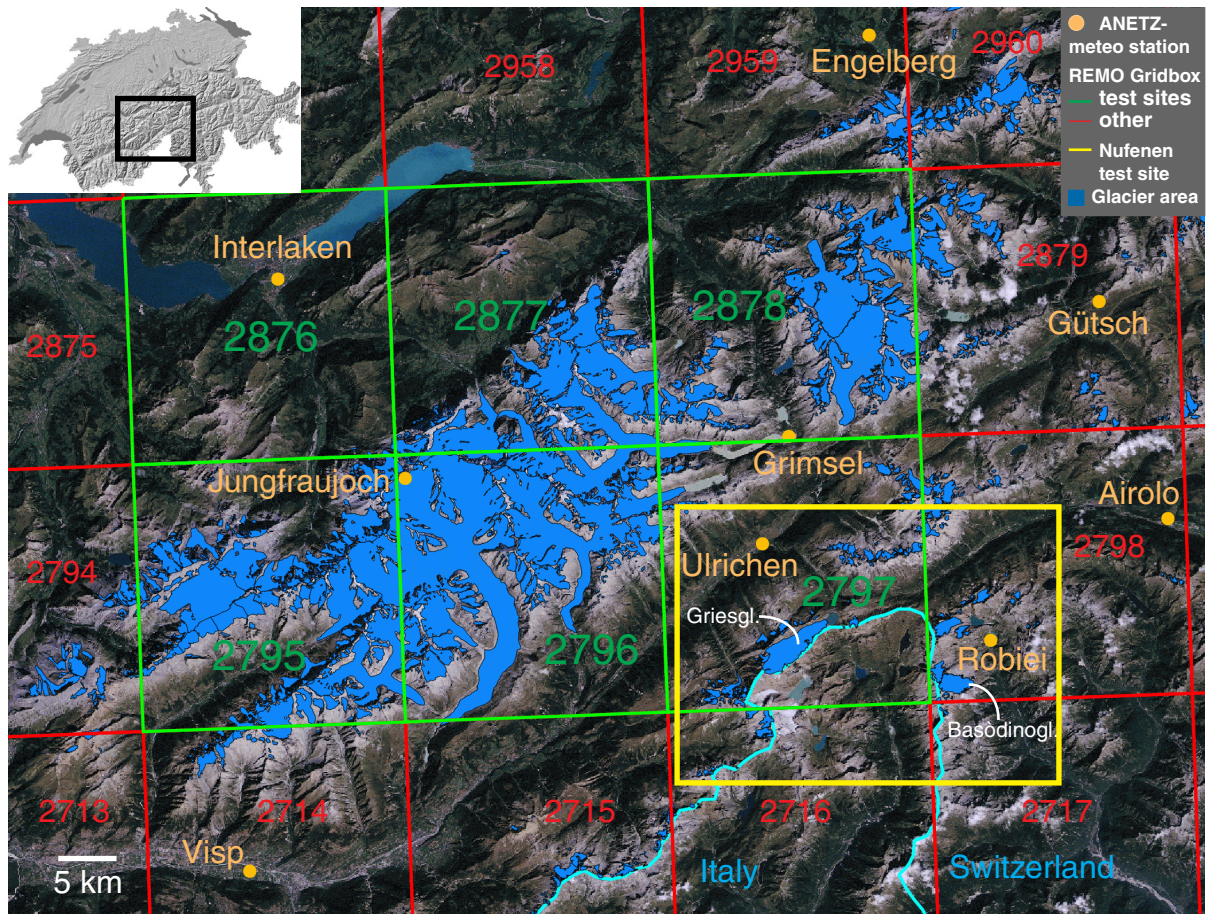 ANETZ-
meteo station
REMO Gridbox
test sites
other
Nufenen
test site
Glacier area
2958
2959
2960
Engelberg
Interlaken
2875
2876
2877
2878
2879
Gütsch
Jungfraujoch
Grimsel
Airolo
2794
2795
2796
Ulrichen
2797
2798
Griesgl.
Robiei
Basòdinogl.
2713
2714
2715
2716
2717
Visp
5 km
Italy
Switzerland